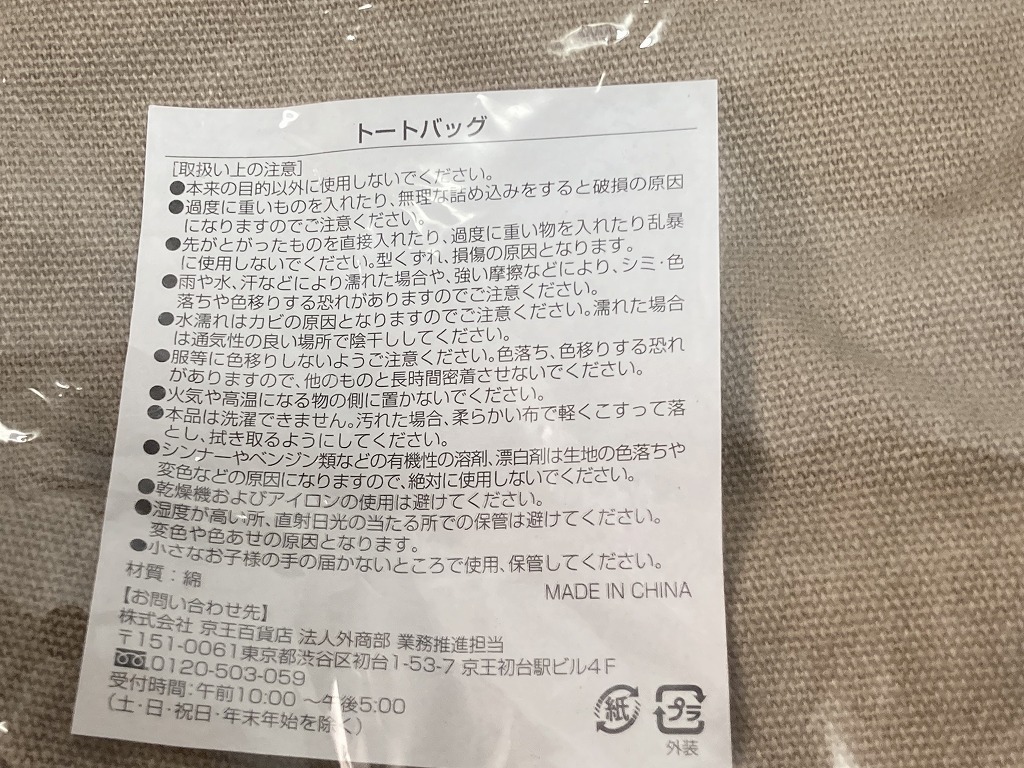 トートバッグ
[取扱い上の注意]
●本来の目的以外に使用しないでください。
●過度に重いものを入れたり、無理な詰め込みをすると破損の原因
になりますのでご注意ください。
●先がとがったものを直接入れたり、過度に重い物を入れたり乱暴
に使用しないでください。型くずれ、損傷の原因となります。
●雨や水、汗などにより濡れた場合や、強い摩擦などにより、シミ・色
落ちや色移りする恐れがありますのでご注意ください。
●水濡れはカビの原因となりますのでご注意ください。濡れた場合
は通気性の良い場所で陰干ししてください。
●服等に色移りしないようご注意ください。色落ち、色移りする恐れ
がありますので、他のものと長時間密着させないでください。
●火気や高温になる物の側に置かないでください。
●本品は洗濯できません。汚れた場合、柔らかい布で軽くこすって落
とし、拭き取るようにしてください。
●シンナーやベンジン類などの有機性の溶剤、漂白剤は生地の色落ちや
変色などの原因になりますので、絶対に使用しないでください。
●乾燥機およびアイロンの使用は避けてください。
●湿度が高い所、直射日光の当たる所での保管は避けてください。
変色や色あせの原因となります。
●小さなお子様の手の届かないところで使用、保管してください。
材質：綿
MADE IN CHINA
【お問い合わせ先】
株式会社 京王百貨店 法人外商部 業務推進担当
〒151-0061東京都渋谷区初台1-53-7 京王初台駅ビル4F
0120-503-059
受付時間：午前10:00 ～午後5:00
(土・日・祝日・年末年始を除く)
紙
プラ
外装